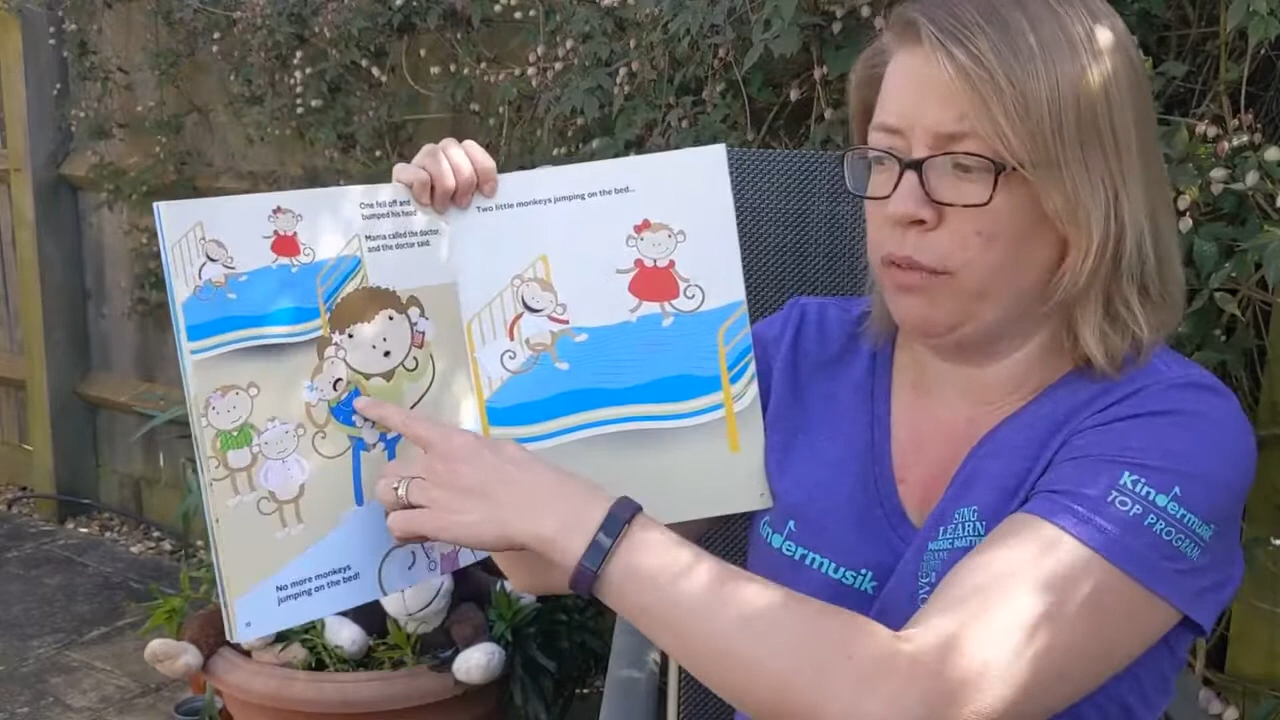 One fell off and
bumped his head
Mama called the doctor,
and the doctor said.
Two little monkeys jumping on the bed...
No more monkeys
jumping on the bed!
Kindermusik
SING
LEARN
MUSIC MATTERS
Kindermusik
TOP PROGRAM